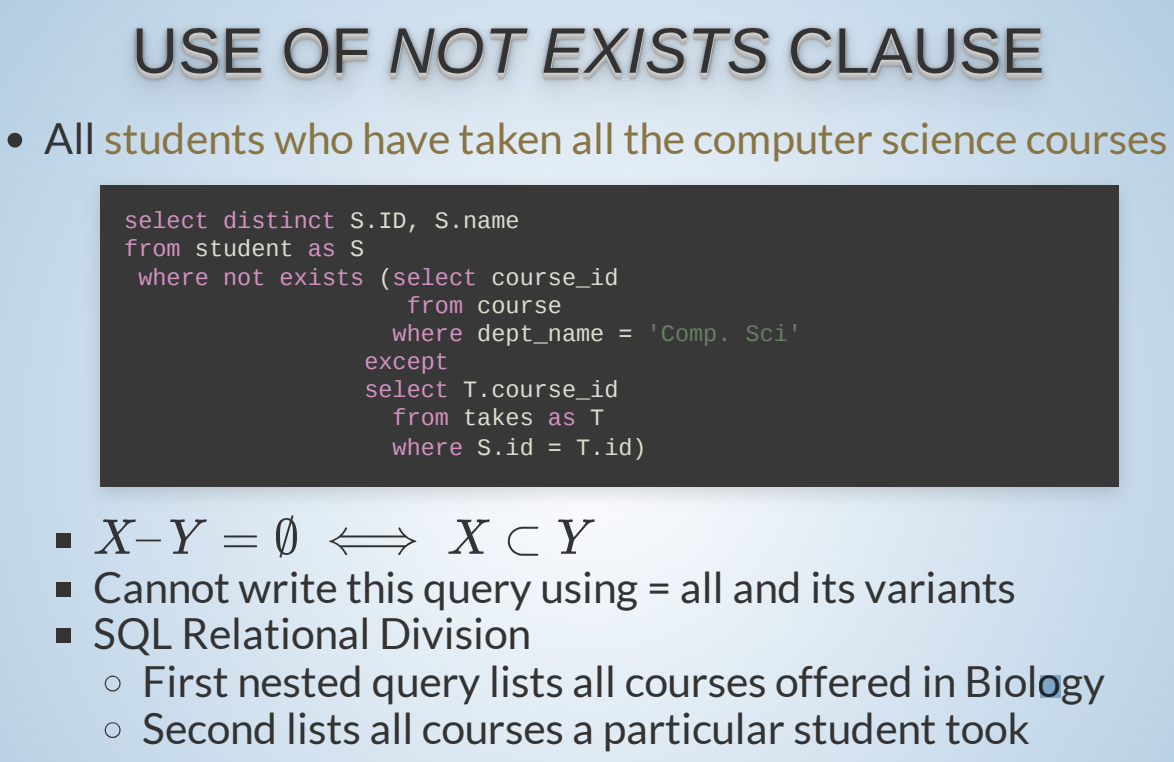 USE OF NOT EXISTS CLAUSE
• All students who have taken all the computer science courses
select distinct S.ID, S.name
from student as S
 where not exists (select course_id
                    from course
                   where dept_name = 'Comp. Sci'
                 except
                 select T.course_id
                   from takes as T
                   where S.id = T.id)
▪ X–Y = ∅ ⟺ X ⊂ Y
▪ Cannot write this query using = all and its variants
▪ SQL Relational Division
○ First nested query lists all courses offered in Biology
○ Second lists all courses a particular student took